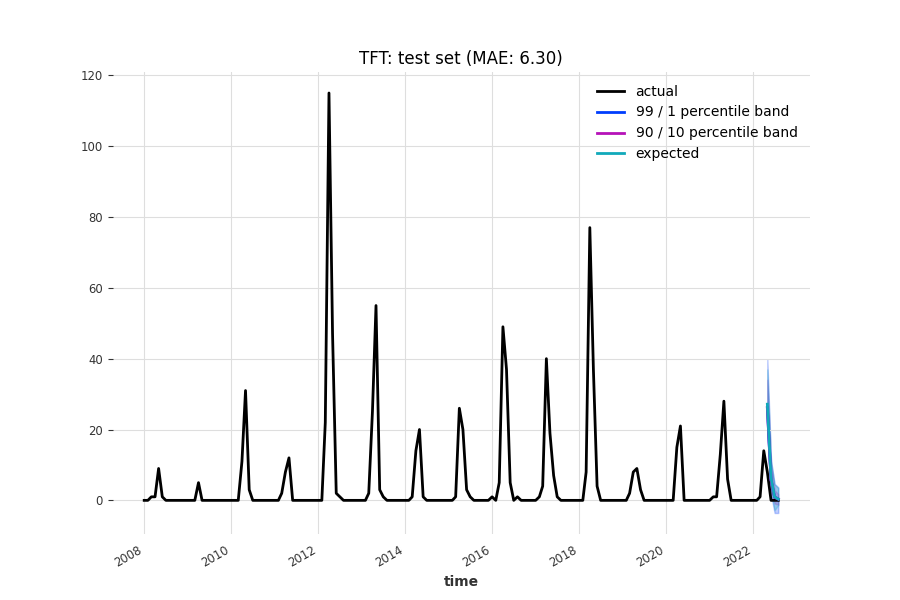 TFT: test set (MAE: 6.30)
120
100
80
60
40
20
0
actual
99 / 1 percentile band
90 / 10 percentile band
expected
2008
2010
2012
2014
2016
2018
2020
2022
time